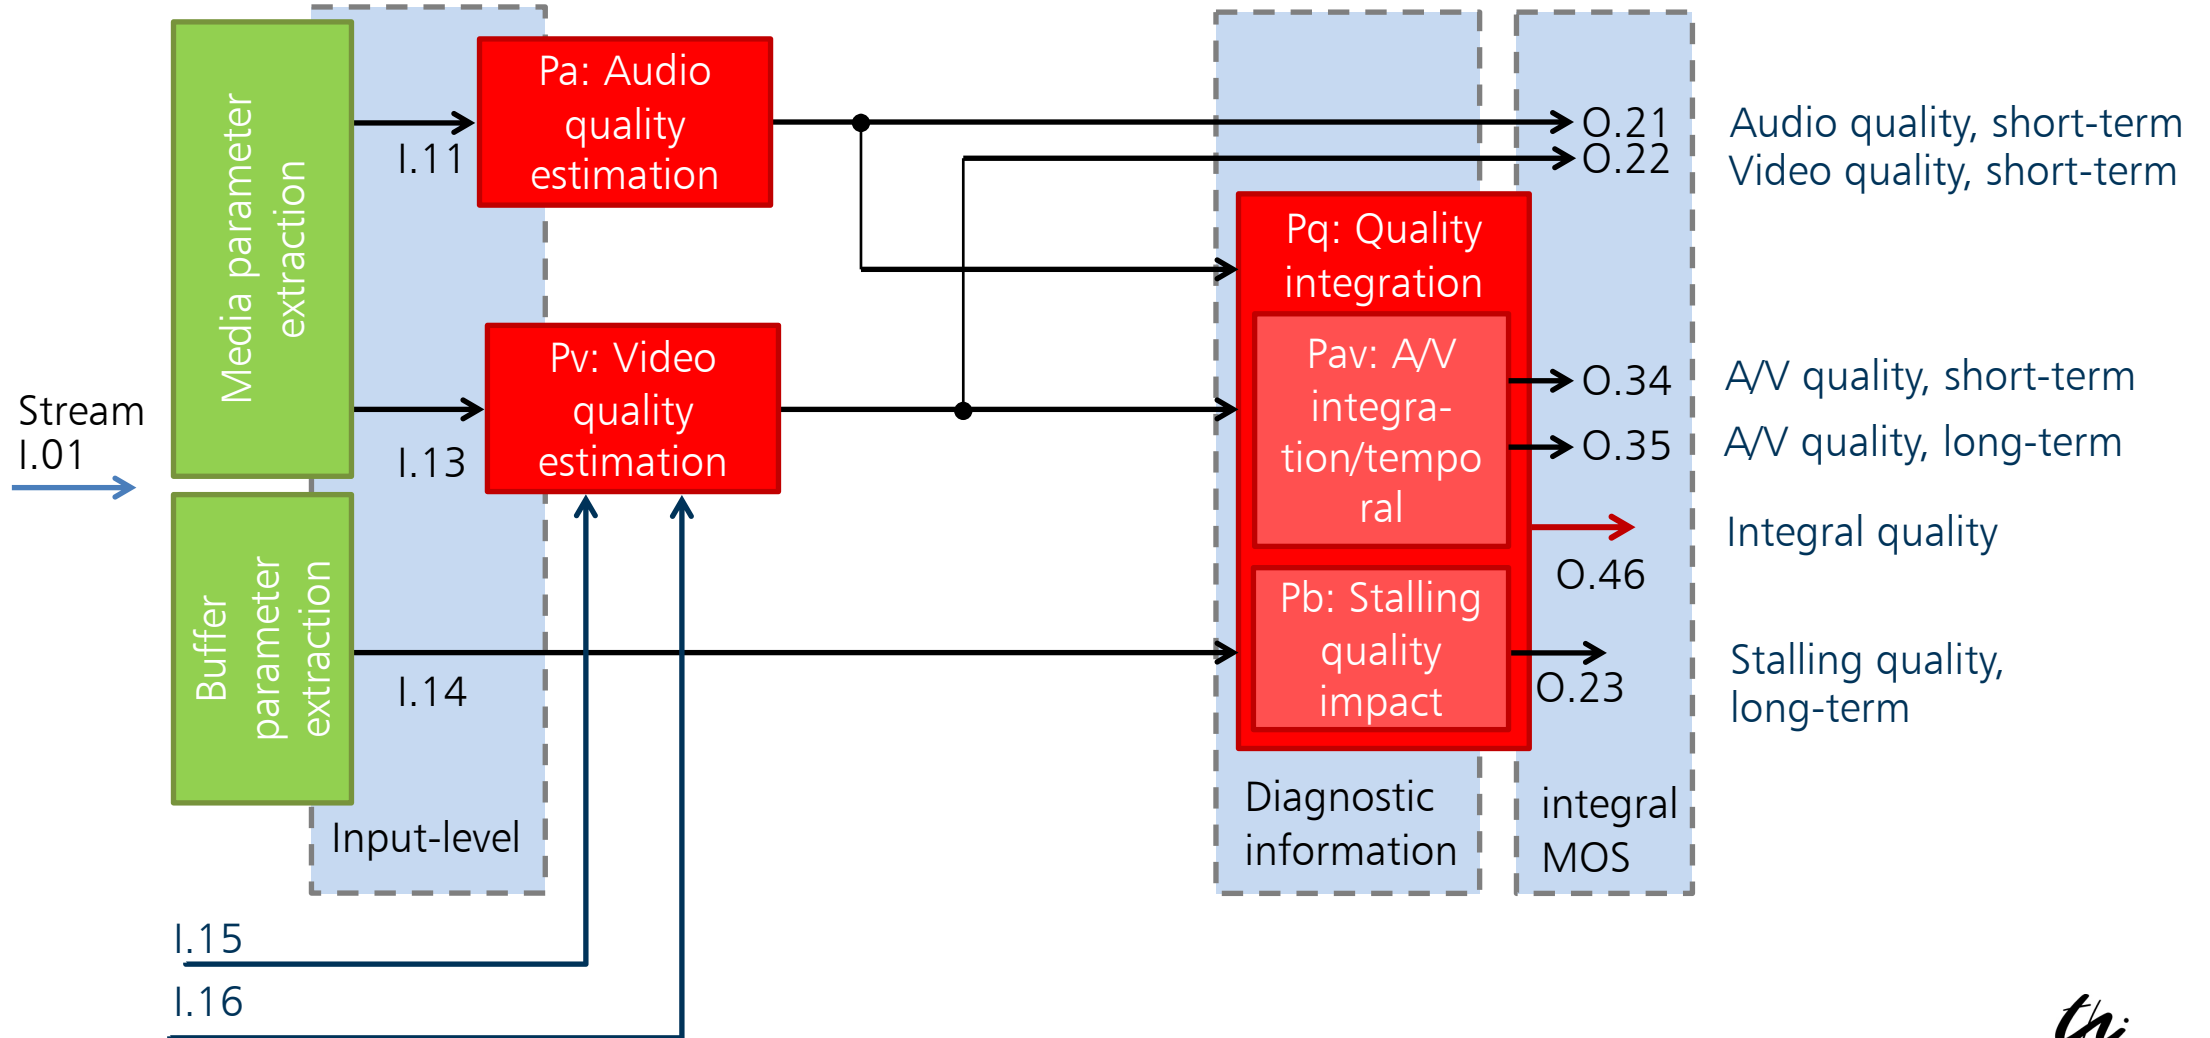 Stream
I.01
Media parameter
extraction
Buffer
parameter
extraction
I.11
I.13
I.14
Input-level
I.15
I.16
Pa: Audio
quality
estimation
Pv: Video
quality
estimation
Pq: Quality
integration
Pav: A/V
integra-
tion/tempo
ral
Pb: Stalling
quality
impact
Diagnostic
information
O.21
O.22
O.34
O.35
O.46
O.23
integral
MOS
Audio quality, short-term
Video quality, short-term
A/V quality, short-term
A/V quality, long-term
Integral quality
Stalling quality,
long-term